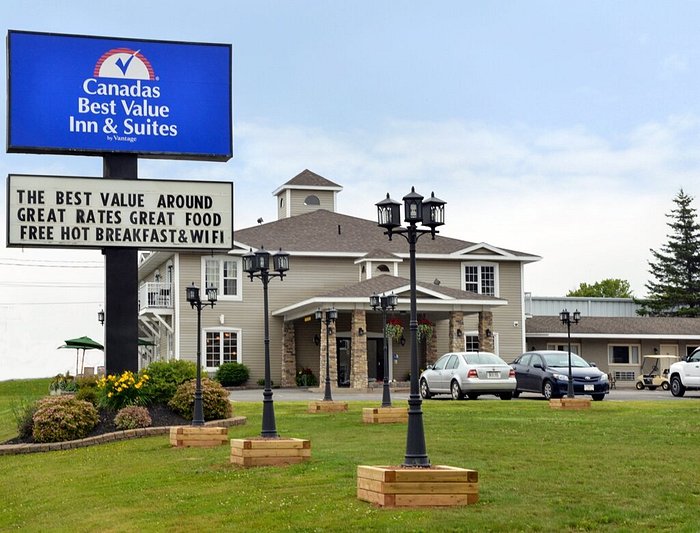 Canadas
Best Value
Inn & Suites
by Vantage
THE BEST VALUE AROUND
GREAT RATES GREAT FOOD
FREE HOT BREAKFAST & WIFI